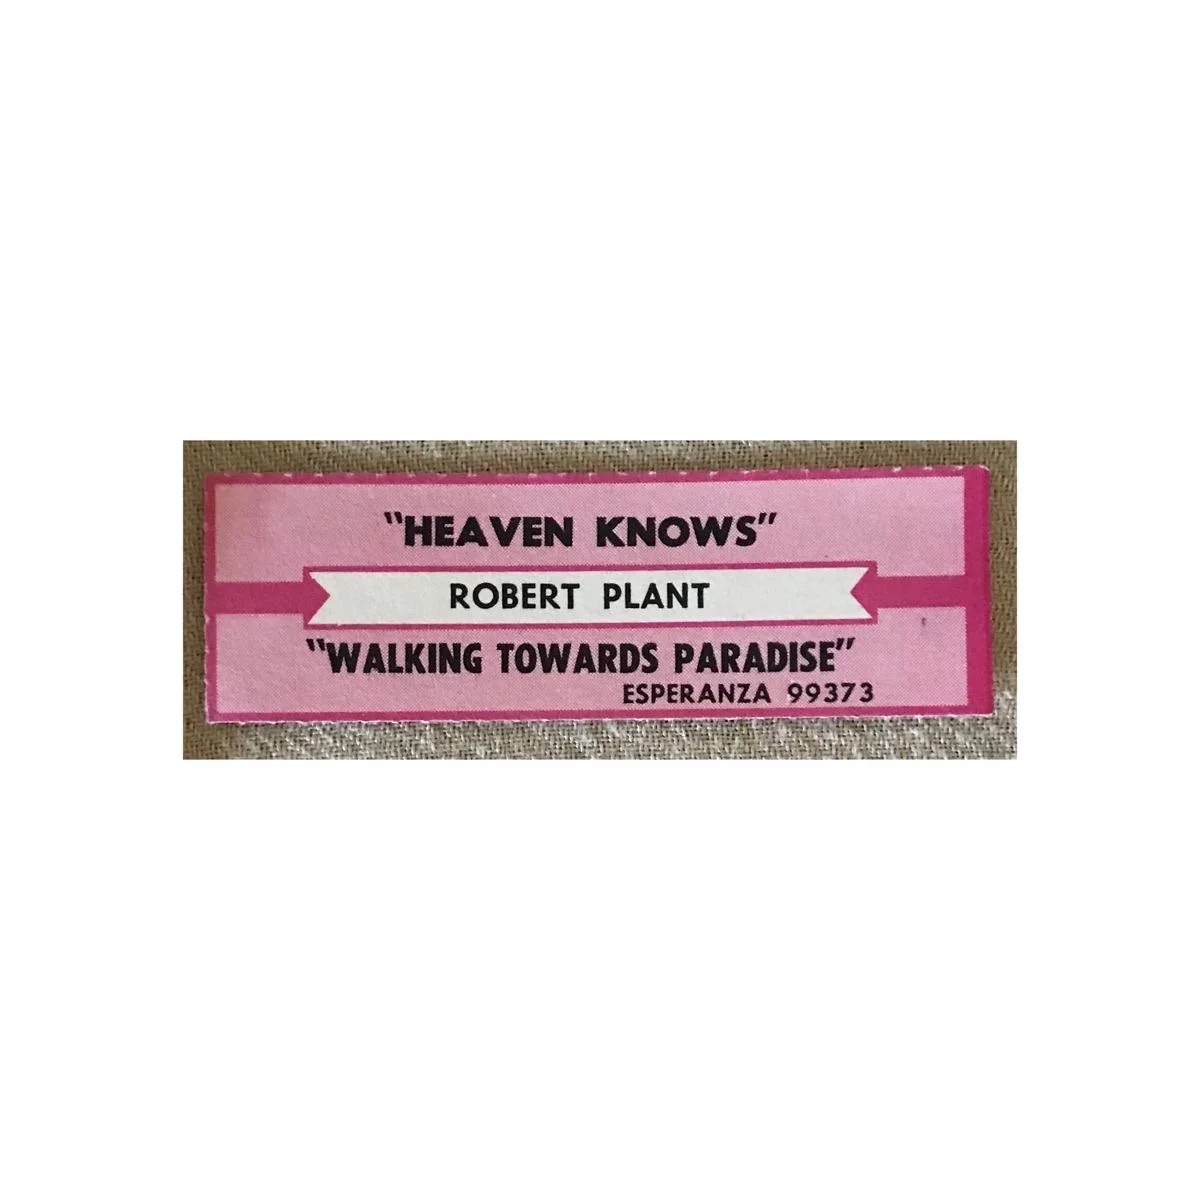 "HEAVEN KNOWS"
ROBERT PLANT
"WALKING TOWARDS PARADISE"
ESPERANZA 99373